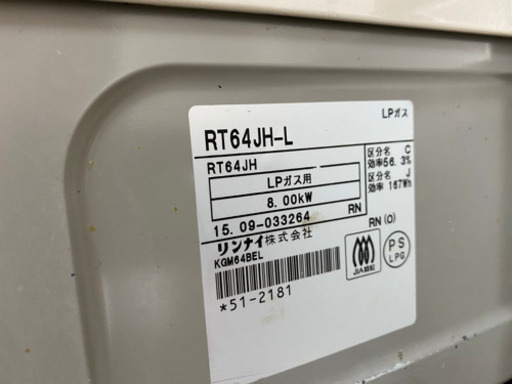 LPガス
RT64JH-L
RT64JH
LPガス用
8.00kW
区分名 C
効率56.3%
区分名 J
効率 167Wh
15.09-033264 RN
リンナイ株式会社
RN(O)
KGM64BEL
JIA認証
PS
LPG
*51-2181